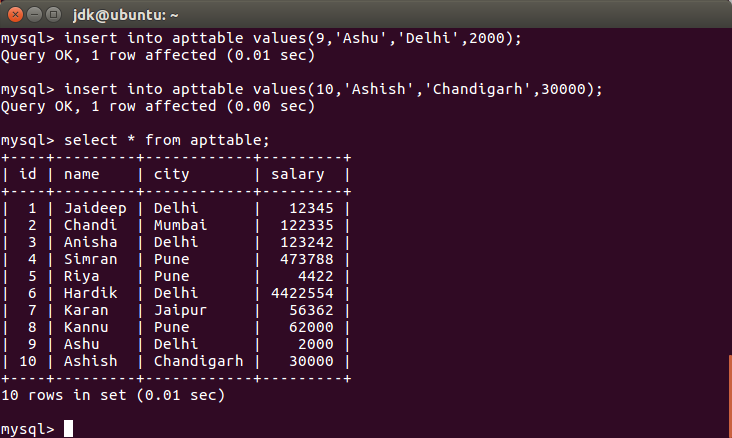 jdk@ubuntu: ~
mysql> insert into apttable values(9,'Ashu','Delhi',2000);
Query OK, 1 row affected (0.01 sec)
mysql> insert into apttable values(10,'Ashish','Chandigarh',30000);
Query OK, 1 row affected (0.00 sec)
mysql> select * from apttable;
+----+---------+------------+---------+
| id | name    | city       | salary  |
+----+---------+------------+---------+
|  1 | Jaideep | Delhi      |   12345 |
|  2 | Chandi  | Mumbai     |  122335 |
|  3 | Anisha  | Delhi      |  123242 |
|  4 | Simran  | Pune       |  473788 |
|  5 | Riya    | Pune       |    4422 |
|  6 | Hardik  | Delhi      | 4422554 |
|  7 | Karan   | Jaipur     |   56362 |
|  8 | Kannu   | Pune       |   62000 |
|  9 | Ashu    | Delhi      |    2000 |
| 10 | Ashish  | Chandigarh |   30000 |
+----+---------+------------+---------+
10 rows in set (0.01 sec)
mysql>